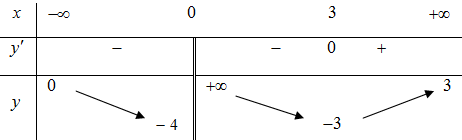 x −∞ 0 3 +∞
y′ − − 0 +
0 +∞ 3
y
− 4 −3